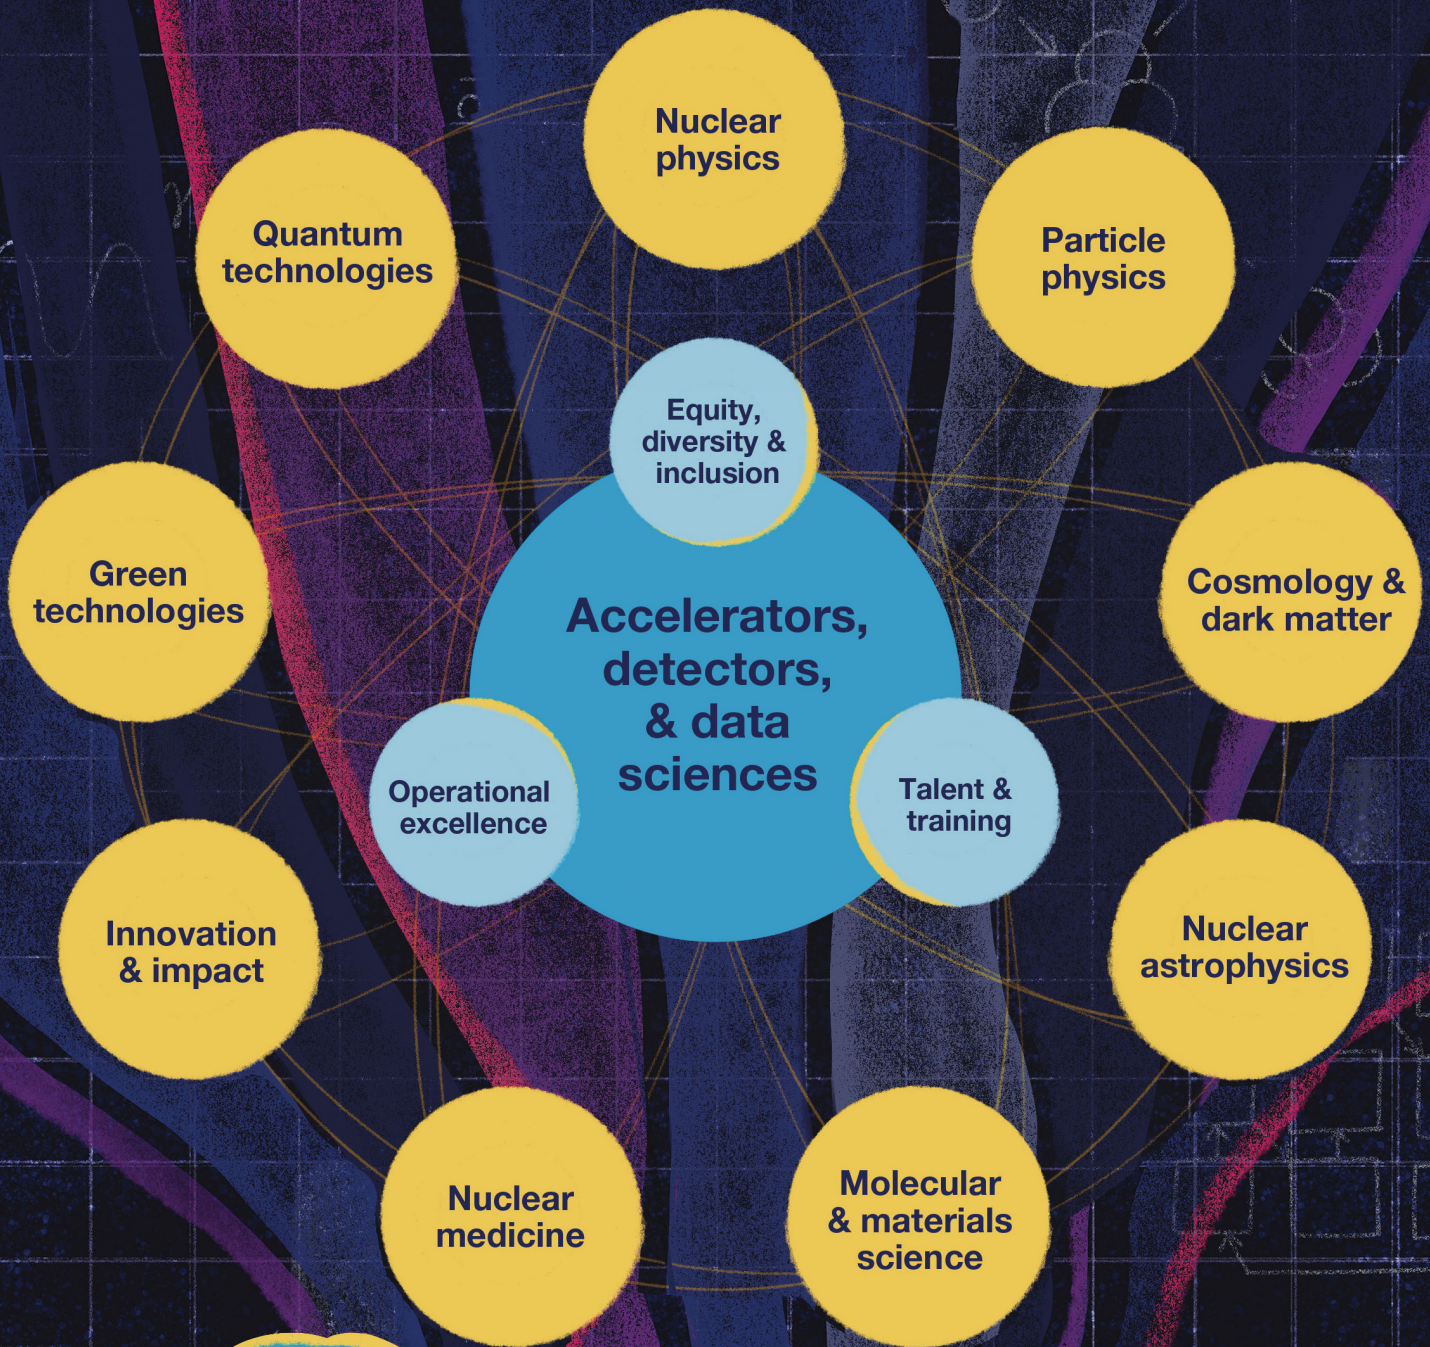 Nuclear
physics
Quantum
technologies
Particle
physics
Equity,
diversity &
inclusion
Green
technologies
Cosmology &
dark matter
Accelerators,
detectors,
& data
sciences
Operational
excellence
Talent &
training
Innovation
& impact
Nuclear
astrophysics
Nuclear
medicine
Molecular
& materials
science